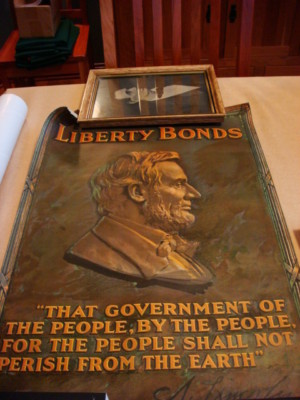 LIBERTY BONDS
"THAT GOVERNMENT OF
THE PEOPLE, BY THE PEOPLE,
FOR THE PEOPLE SHALL NOT
PERISH FROM THE EARTH"